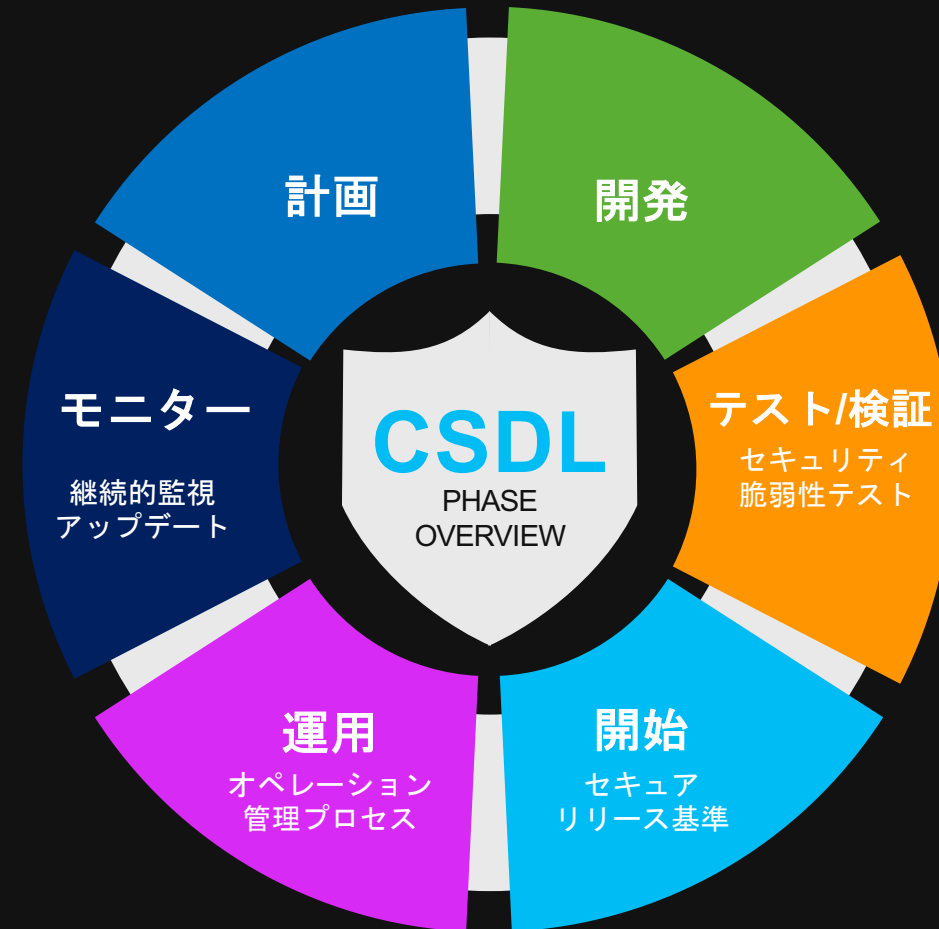 計画
開発
テスト/検証
セキュリティ
脆弱性テスト
開始
セキュア
リリース基準
運用
オペレーション
管理プロセス
モニター
継続的監視
アップデート
CSDL
PHASE
OVERVIEW